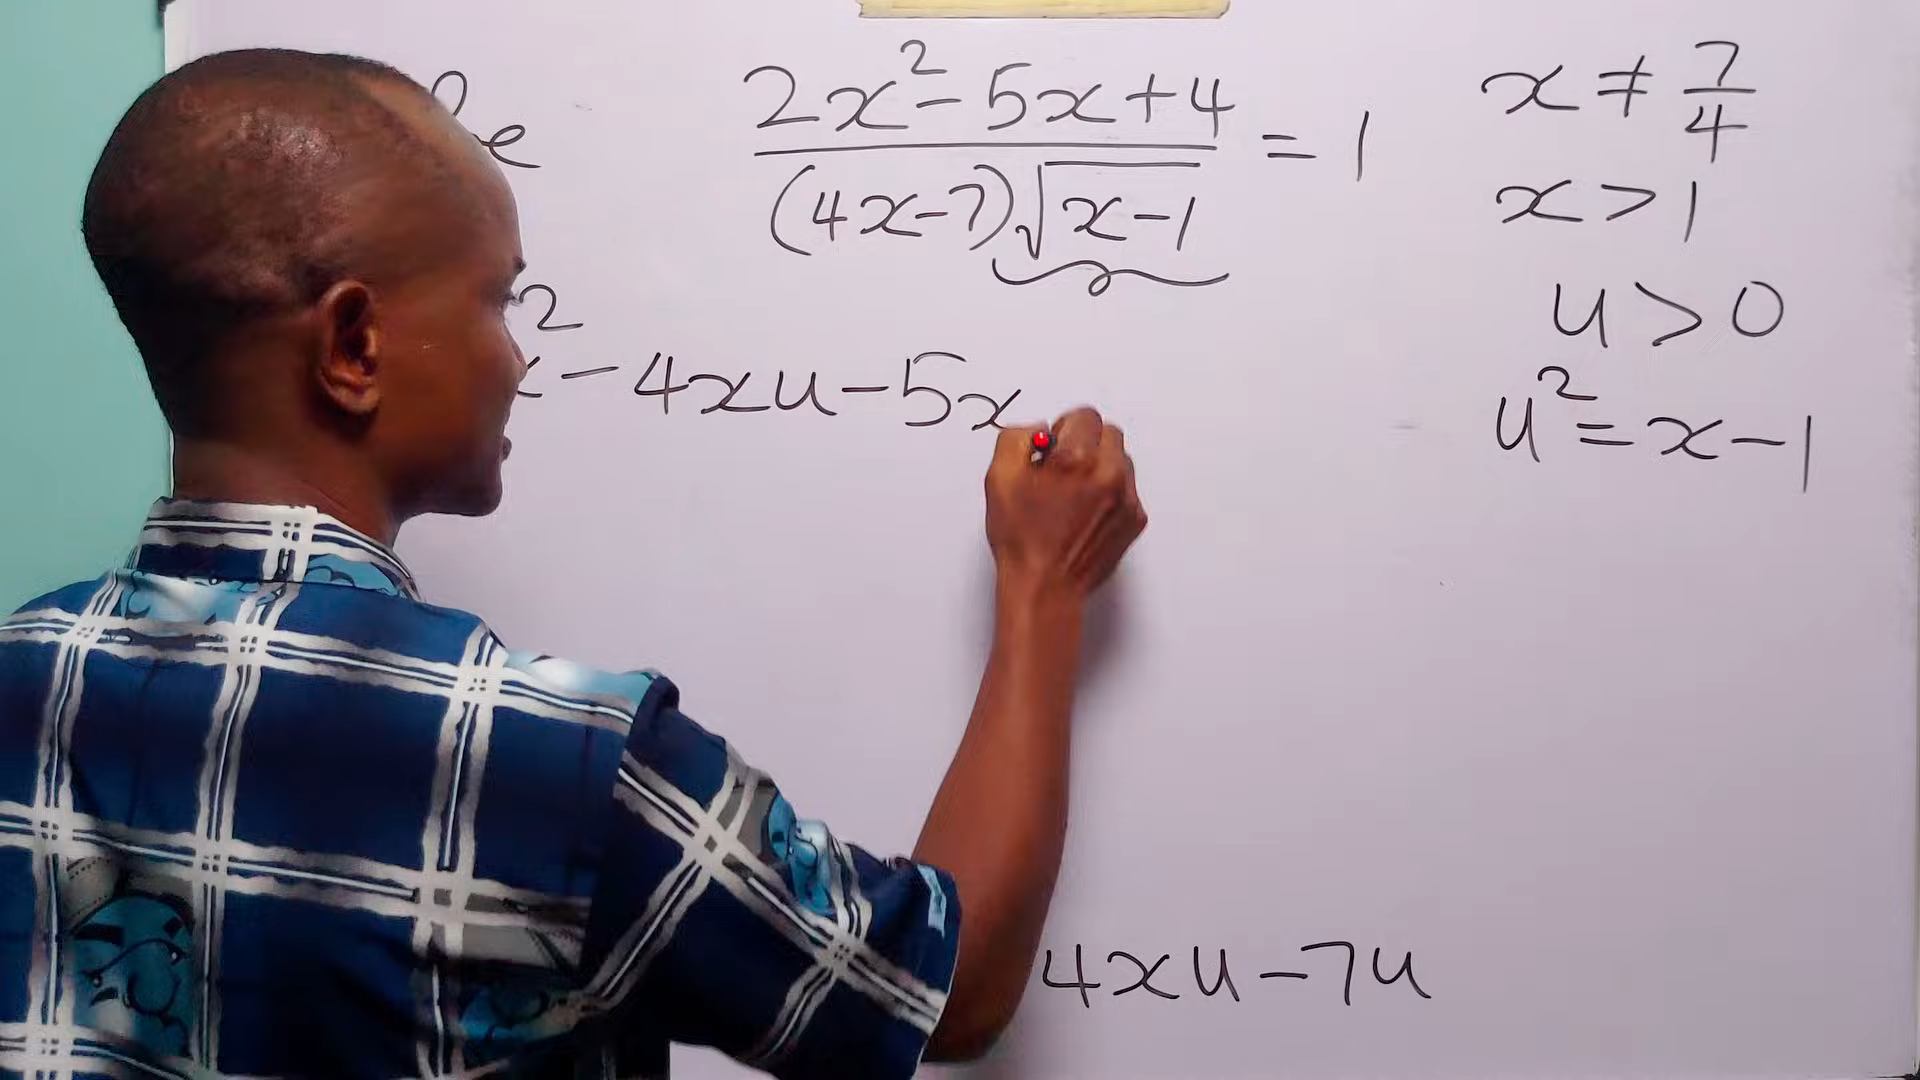 2x² - 5x + 4 / (4x-7)√(x-1) = 1
x ≠ 7/4
x > 1
u > 0
u² = x - 1
² - 4xu - 5x
4xu - 7u